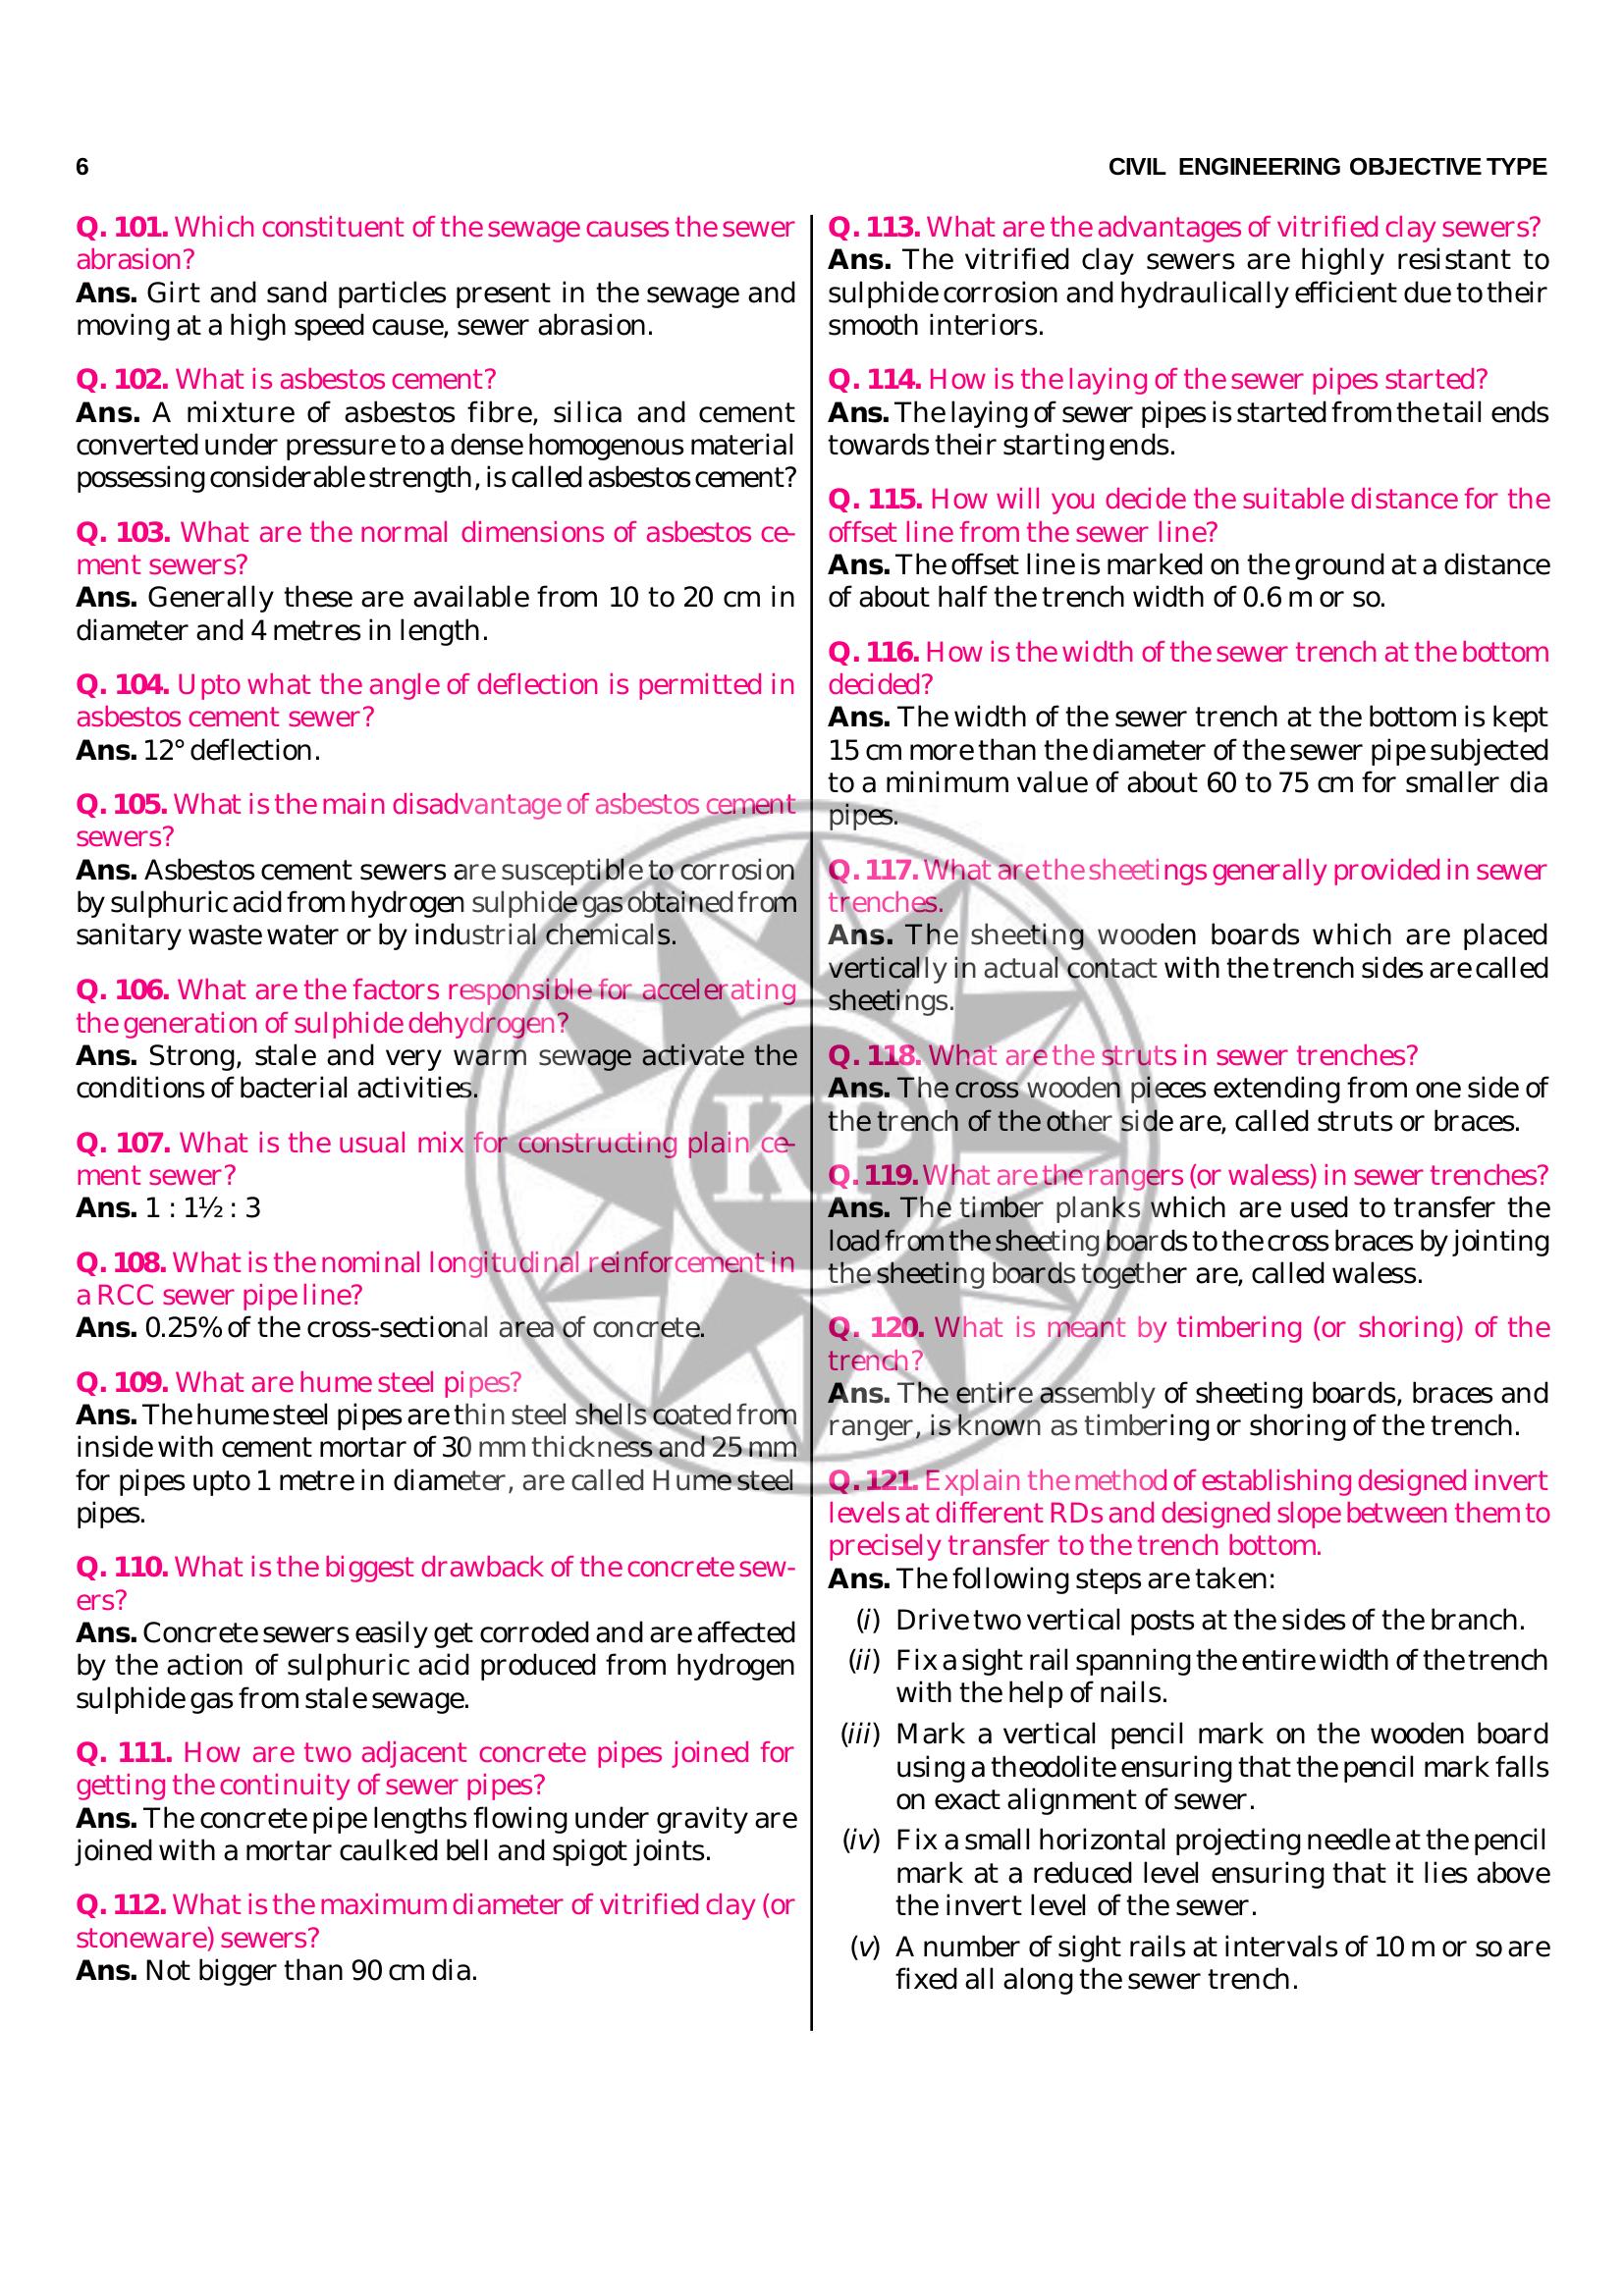 6
CIVIL ENGINEERING OBJECTIVE TYPE
Q. 101. Which constituent of the sewage causes the sewer
abrasion?
Ans. Girt and sand particles present in the sewage and
moving at a high speed cause, sewer abrasion.
Q. 102. What is asbestos cement?
Ans. A mixture of asbestos fibre, silica and cement
converted under pressure to a dense homogenous material
possessing considerable strength, is called asbestos cement?
Q. 103. What are the normal dimensions of asbestos ce-
ment sewers?
Ans. Generally these are available from 10 to 20 cm in
diameter and 4 metres in length.
Q. 104. Upto what the angle of deflection is permitted in
asbestos cement sewer?
Ans. 12° deflection.
Q. 105. What is the main disadvantage of asbestos cement
sewers?
Ans. Asbestos cement sewers are susceptible to corrosion
by sulphuric acid from hydrogen sulphide gas obtained from
sanitary waste water or by industrial chemicals.
Q. 106. What are the factors responsible for accelerating
the generation of sulphide dehydrogen?
Ans. Strong, stale and very warm sewage activate the
conditions of bacterial activities.
Q. 107. What is the usual mix for constructing plain ce-
ment sewer?
Ans. 1 : 1½ : 3
Q. 108. What is the nominal longitudinal reinforcement in
a RCC sewer pipe line?
Ans. 0.25% of the cross-sectional area of concrete.
Q. 109. What are hume steel pipes?
Ans. The hume steel pipes are thin steel shells coated from
inside with cement mortar of 30 mm thickness and 25 mm
for pipes upto 1 metre in diameter, are called Hume steel
pipes.
Q. 110. What is the biggest drawback of the concrete sew-
ers?
Ans. Concrete sewers easily get corroded and are affected
by the action of sulphuric acid produced from hydrogen
sulphide gas from stale sewage.
Q. 111. How are two adjacent concrete pipes joined for
getting the continuity of sewer pipes?
Ans. The concrete pipe lengths flowing under gravity are
joined with a mortar caulked bell and spigot joints.
Q. 112. What is the maximum diameter of vitrified clay (or
stoneware) sewers?
Ans. Not bigger than 90 cm dia.
Q. 113. What are the advantages of vitrified clay sewers?
Ans. The vitrified clay sewers are highly resistant to
sulphide corrosion and hydraulically efficient due to their
smooth interiors.
Q. 114. How is the laying of the sewer pipes started?
Ans. The laying of sewer pipes is started from the tail ends
towards their starting ends.
Q. 115. How will you decide the suitable distance for the
offset line from the sewer line?
Ans. The offset line is marked on the ground at a distance
of about half the trench width of 0.6 m or so.
Q. 116. How is the width of the sewer trench at the bottom
decided?
Ans. The width of the sewer trench at the bottom is kept
15 cm more than the diameter of the sewer pipe subjected
to a minimum value of about 60 to 75 cm for smaller dia
pipes.
Q. 117. What are the sheetings generally provided in sewer
trenches.
Ans. The sheeting wooden boards which are placed
vertically in actual contact with the trench sides are called
sheetings.
Q. 118. What are the struts in sewer trenches?
Ans. The cross wooden pieces extending from one side of
the trench of the other side are, called struts or braces.
Q. 119. What are the rangers (or waless) in sewer trenches?
Ans. The timber planks which are used to transfer the
load from the sheeting boards to the cross braces by jointing
the sheeting boards together are, called waless.
Q. 120. What is meant by timbering (or shoring) of the
trench?
Ans. The entire assembly of sheeting boards, braces and
ranger, is known as timbering or shoring of the trench.
Q. 121. Explain the method of establishing designed invert
levels at different RDs and designed slope between them to
precisely transfer to the trench bottom.
Ans. The following steps are taken:
(i) Drive two vertical posts at the sides of the branch.
(ii) Fix a sight rail spanning the entire width of the trench
with the help of nails.
(iii) Mark a vertical pencil mark on the wooden board
using a theodolite ensuring that the pencil mark falls
on exact alignment of sewer.
(iv) Fix a small horizontal projecting needle at the pencil
mark at a reduced level ensuring that it lies above
the invert level of the sewer.
(v) A number of sight rails at intervals of 10 m or so are
fixed all along the sewer trench.
KP